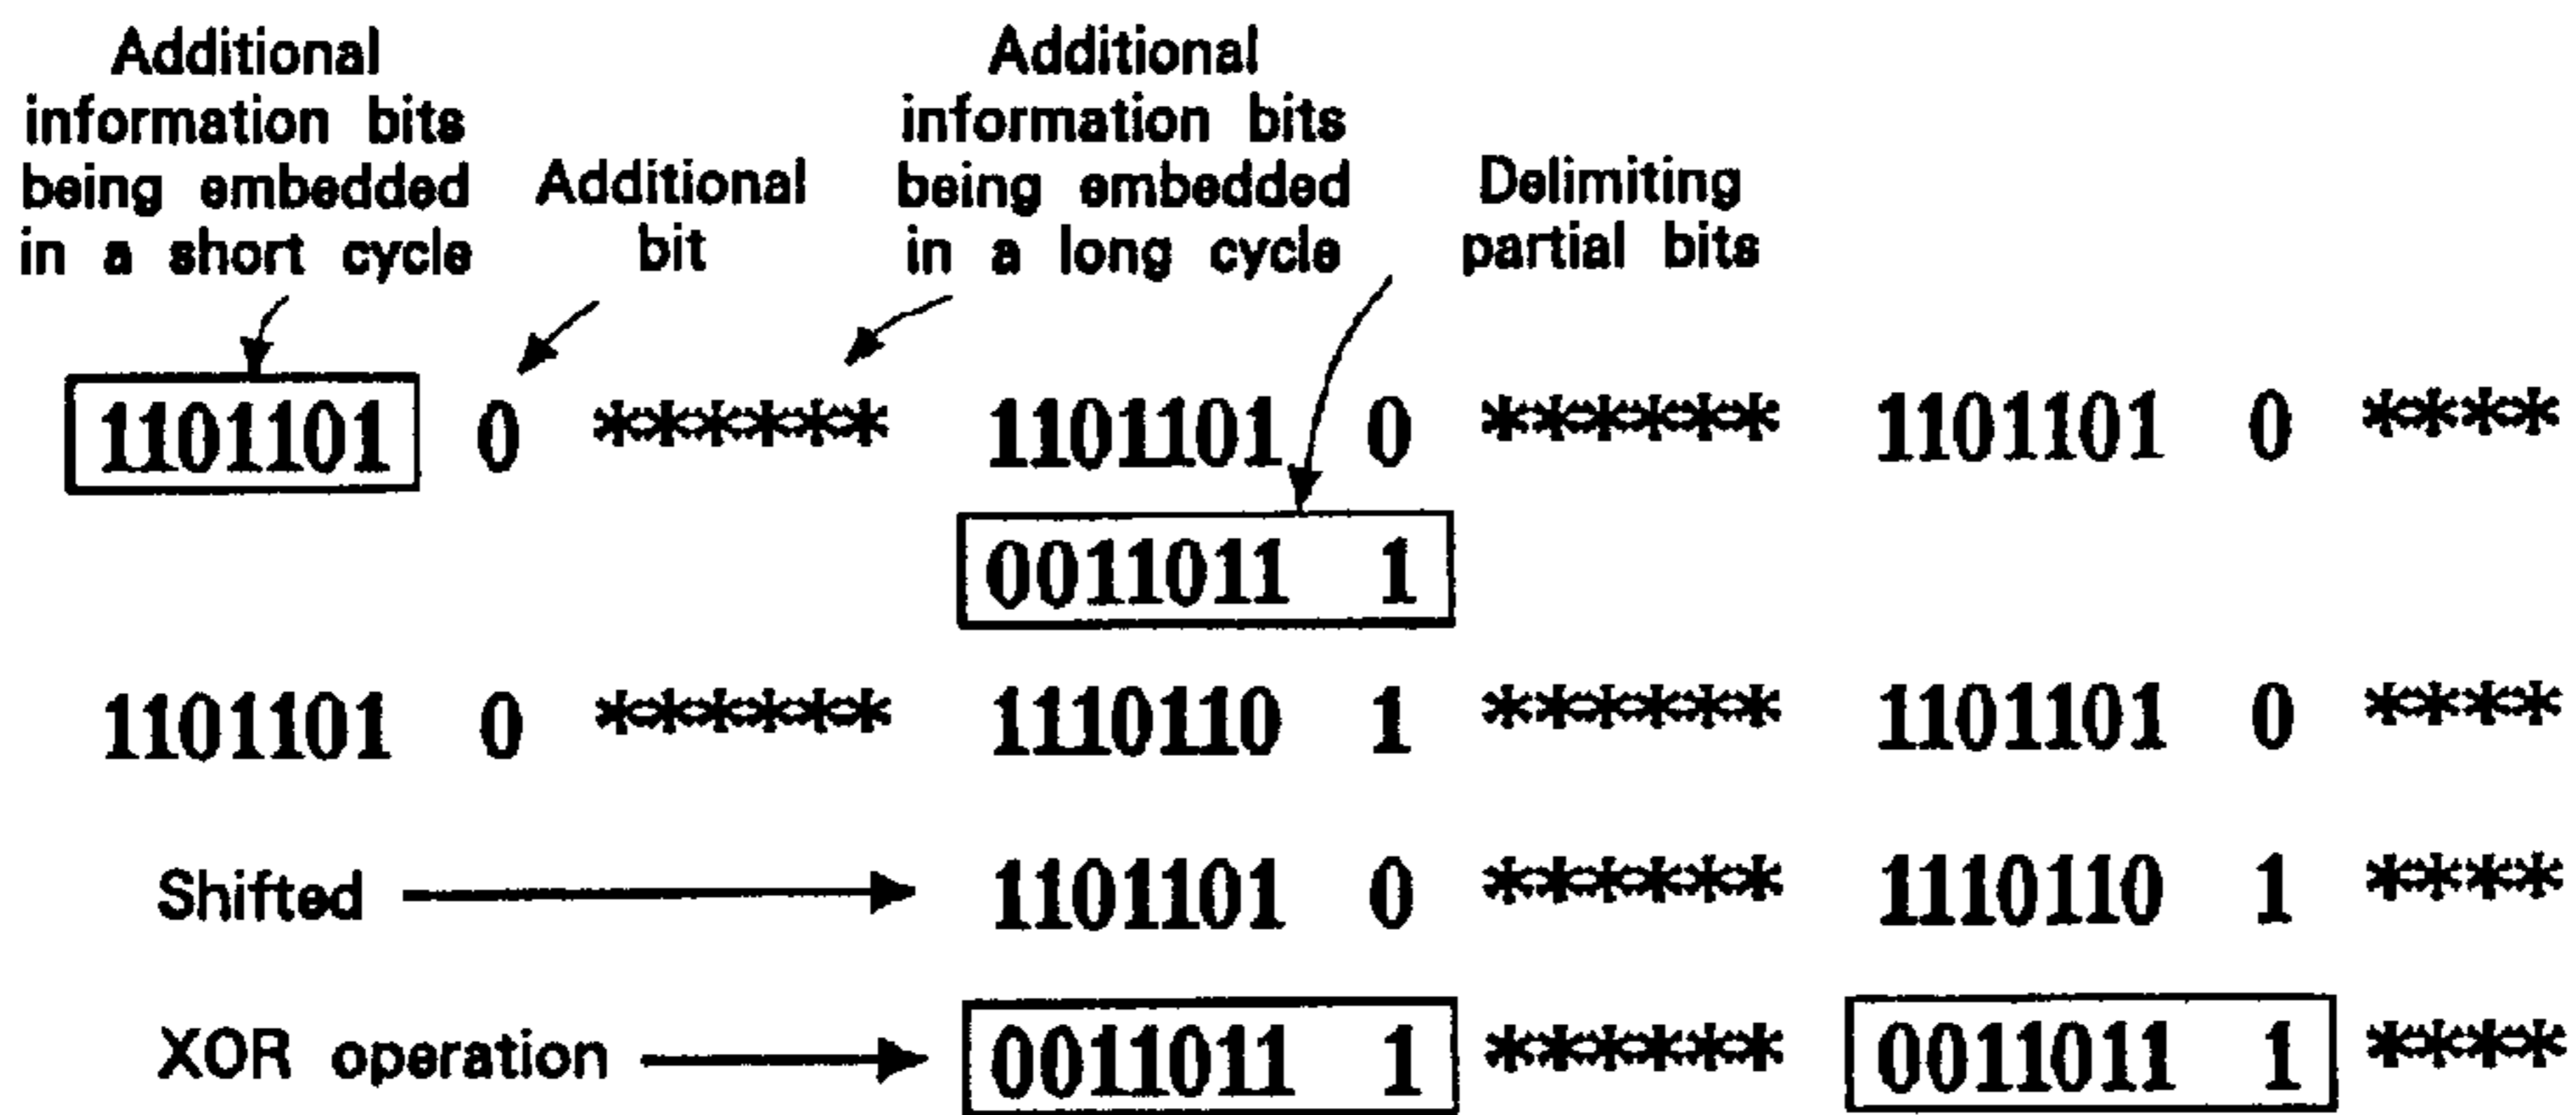 Additional
information bits
being embedded
in a short cycle
Additional
bit
Additional
information bits
being embedded
in a long cycle
Delimiting
partial bits
1101101 0 ****** 1101101 0 ****** 1101101 0 ****
0011011 1
1101101 0 ****** 1110110 1 ****** 1101101 0 ****
Shifted 1101101 0 ****** 1110110 1 ****
XOR operation 0011011 1 ****** 0011011 1 ****